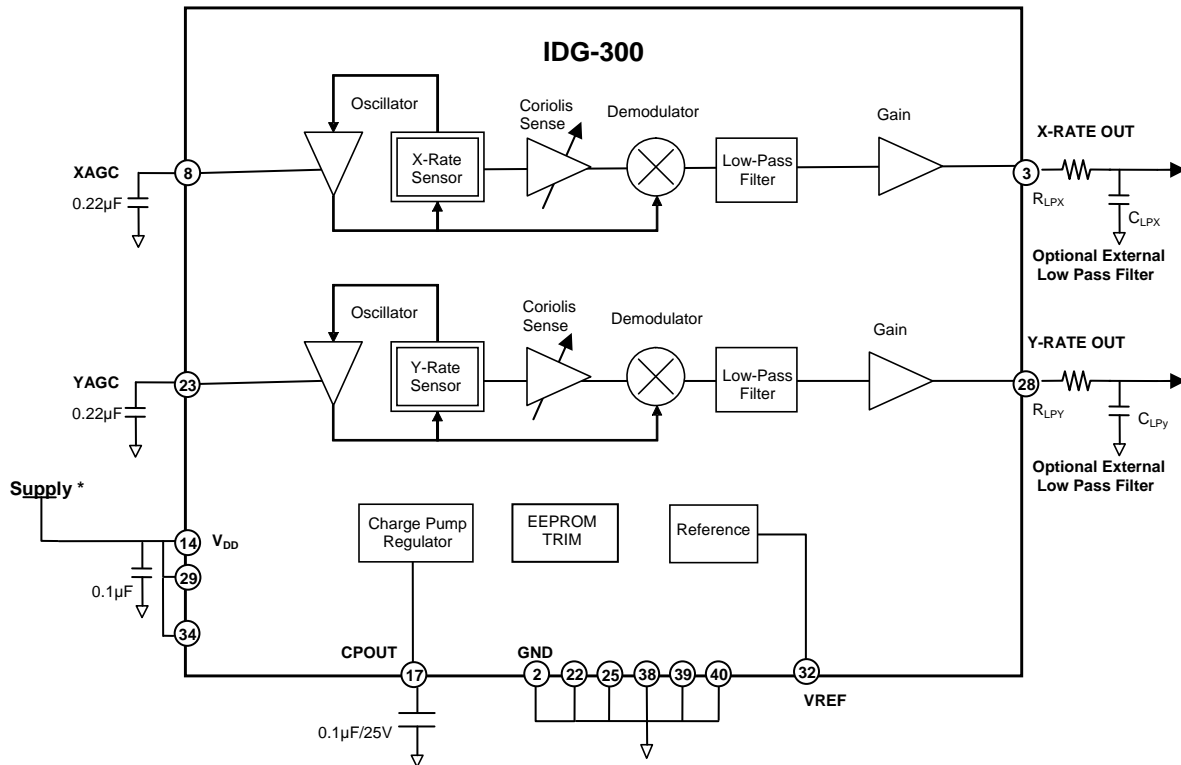 IDG-300
Oscillator
Coriolis
Sense
Demodulator
Gain
X-RATE OUT
XAGC
8
X-Rate
Sensor
Low-Pass
Filter
3
0.22µF
RLPX
CLPX
Optional External
Low Pass Filter
Oscillator
Coriolis
Sense
Demodulator
Gain
Y-RATE OUT
YAGC
23
Y-Rate
Sensor
Low-Pass
Filter
28
0.22µF
RLPY
CLPy
Optional External
Low Pass Filter
Supply *
14
VDD
29
0.1µF
34
Charge Pump
Regulator
EEPROM
TRIM
Reference
CPOUT
GND
17
2
22
25
38
39
40
32
VREF
0.1µF/25V